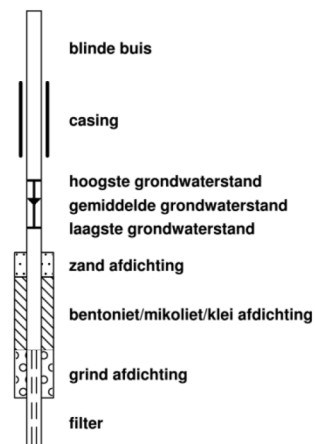 blinde buis
casing
hoogste grondwaterstand
gemiddelde grondwaterstand
laagste grondwaterstand
zand afdichting
bentoniet/mikoliet/klei afdichting
grind afdichting
filter